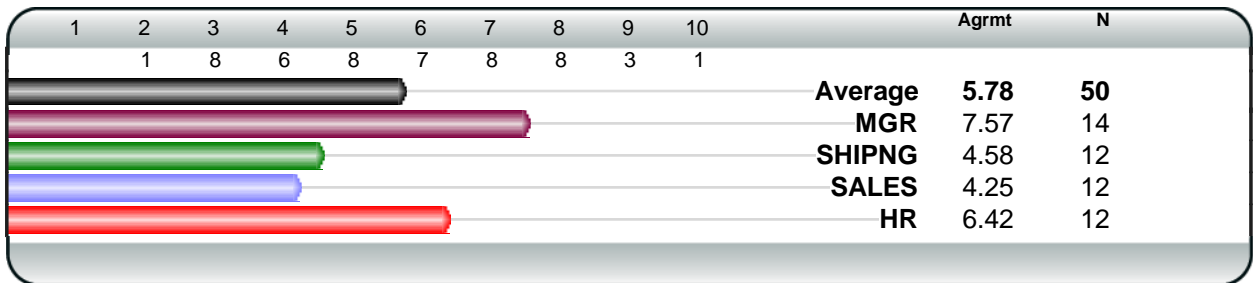 1 2 3 4 5 6 7 8 9 10 Agrmt N
1 8 6 8 7 8 8 3 1
Average 5.78 50
MGR 7.57 14
SHIPNG 4.58 12
SALES 4.25 12
HR 6.42 12